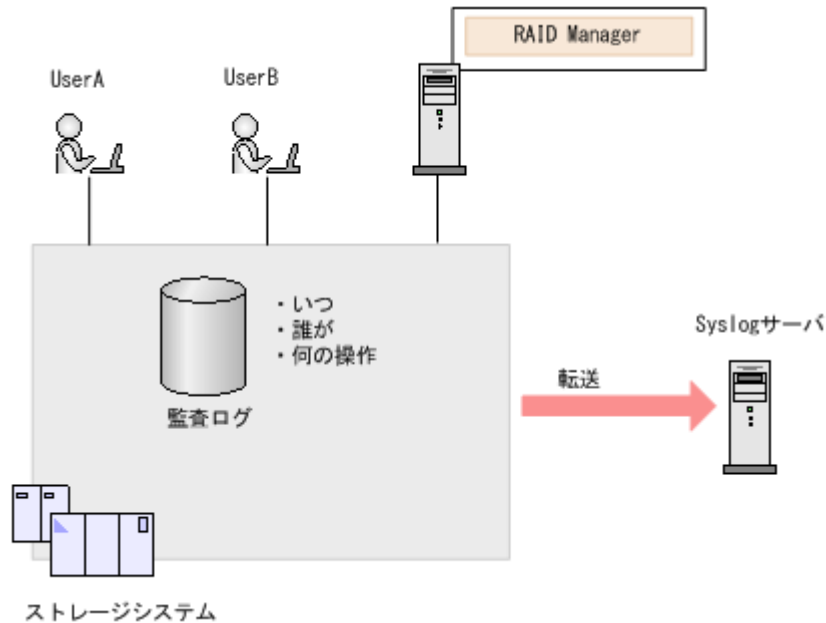 RAID Manager
UserA
UserB
・いつ
・誰が
・何の操作
監査ログ
Syslogサーバ
転送
ストレージシステム